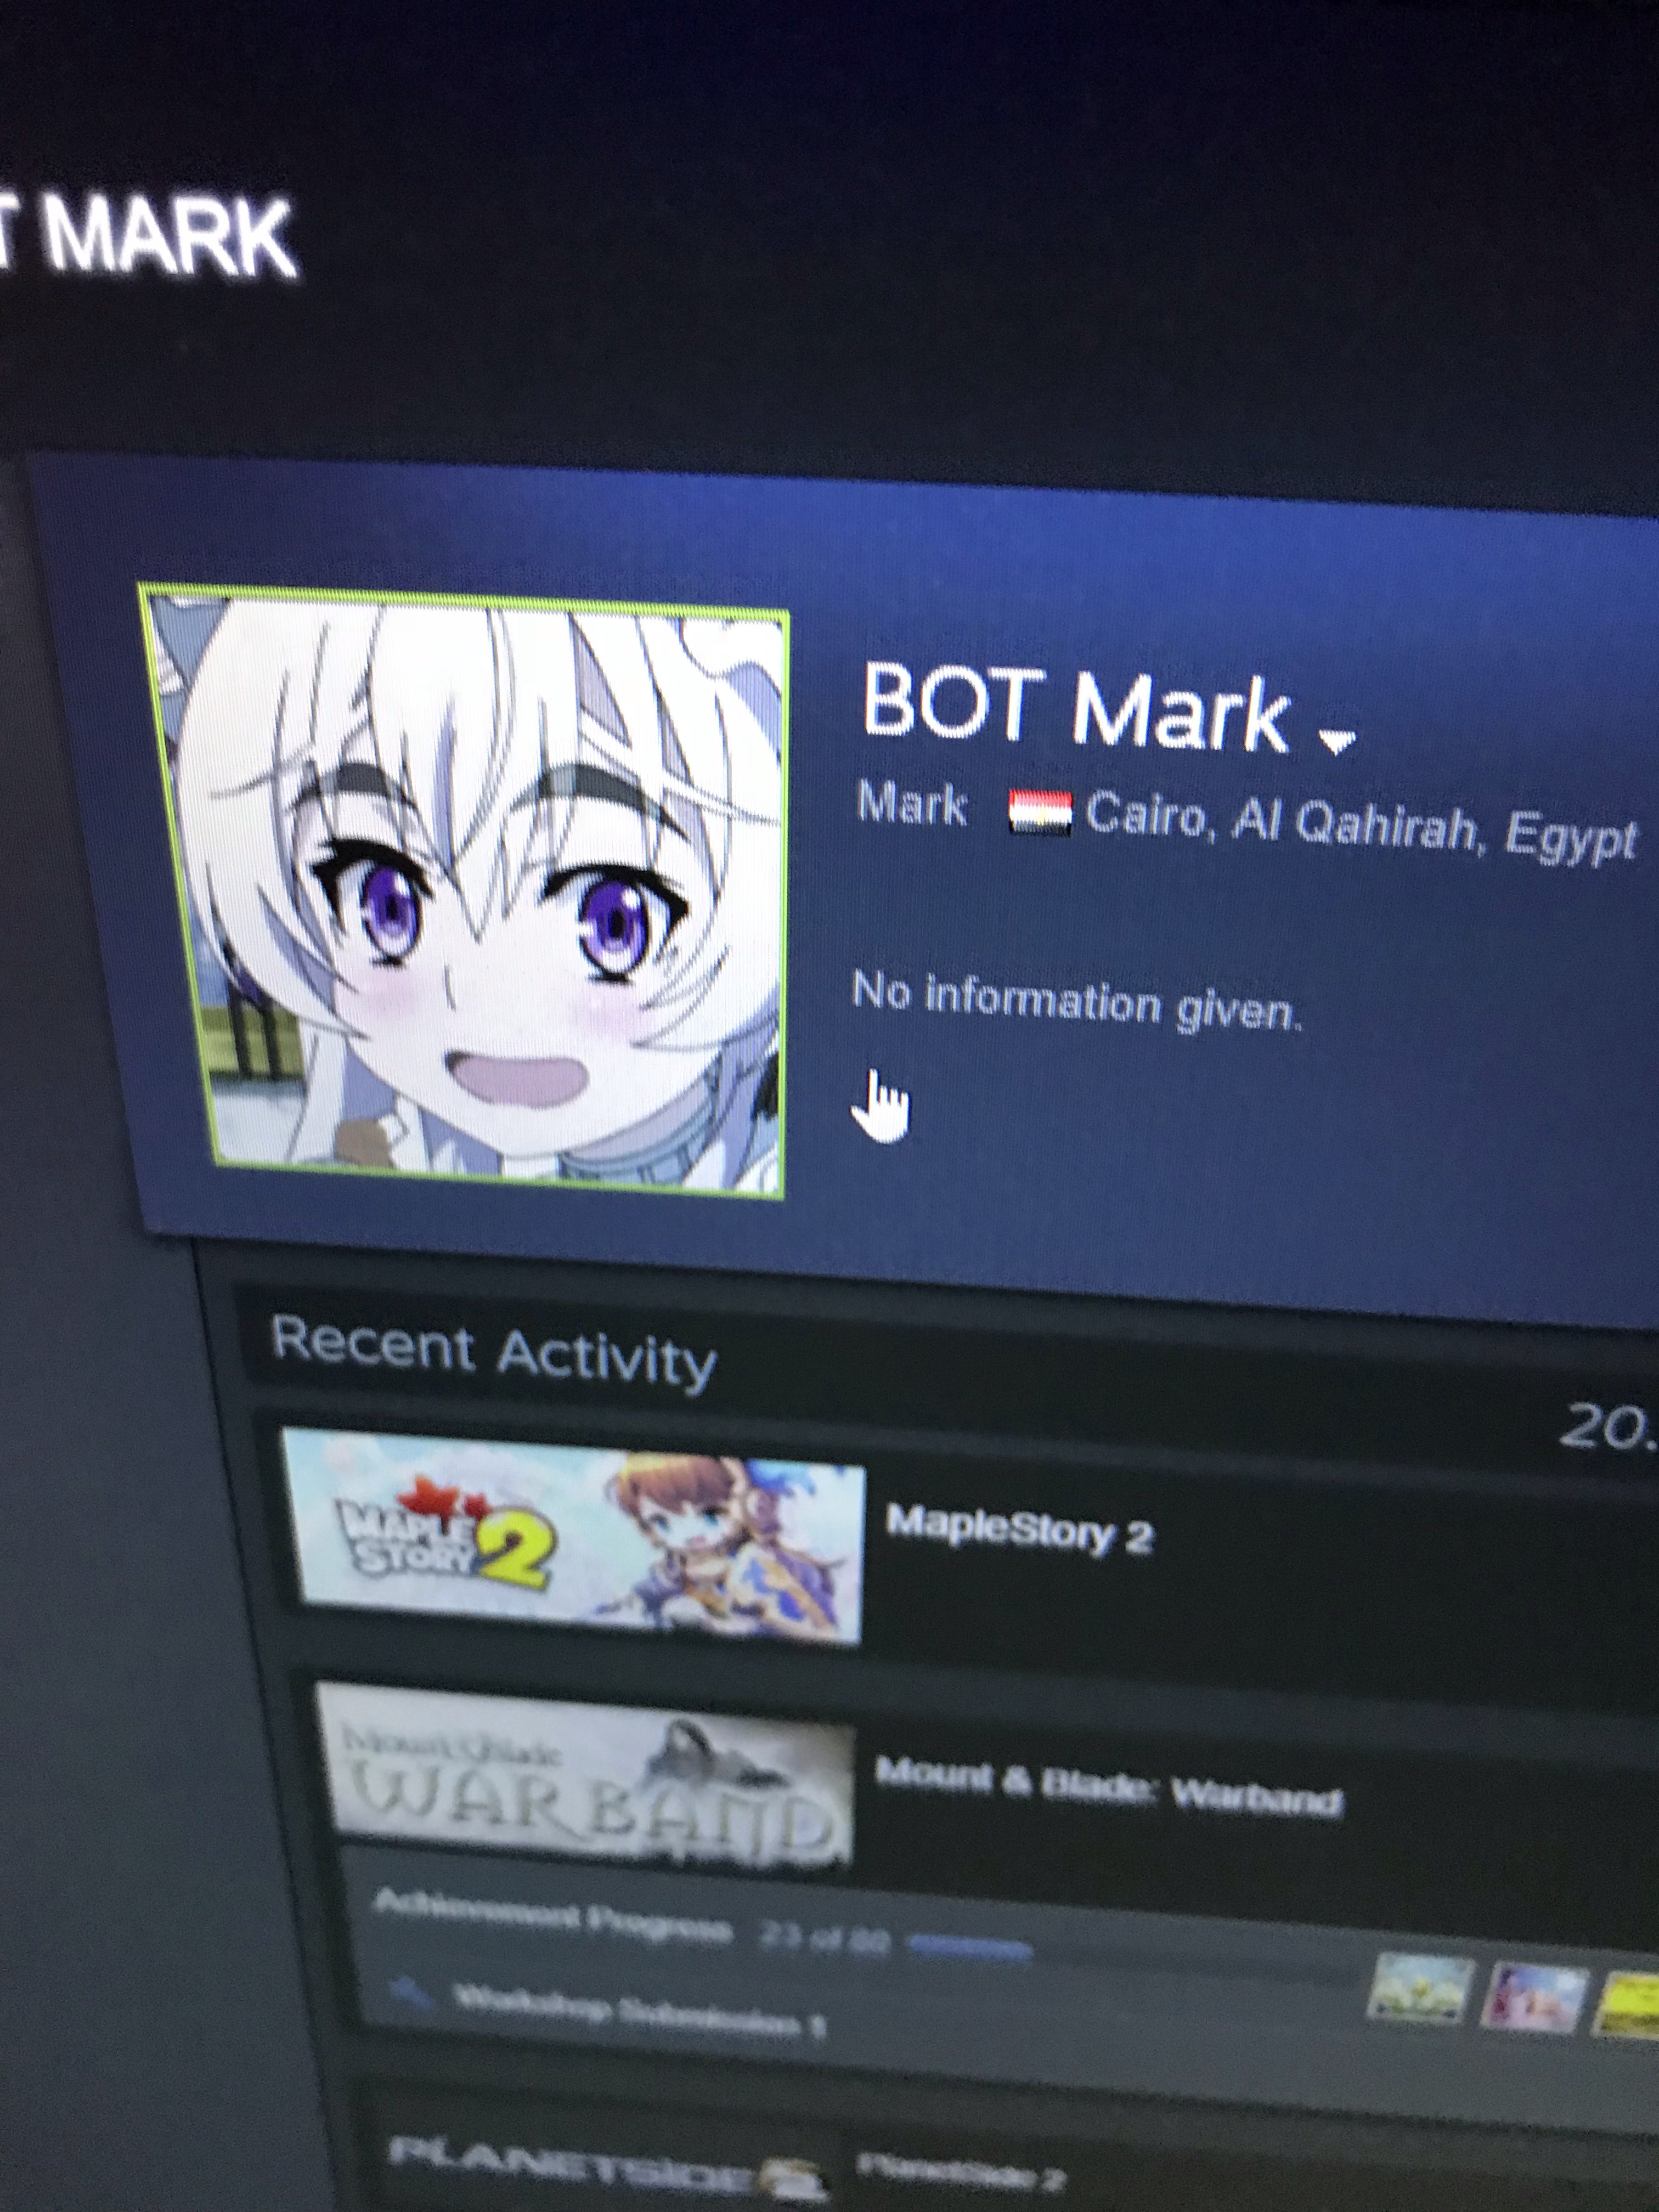 T MARK
BOT Mark
Mark Cairo, Al Qahirah, Egypt
No information given.
Recent Activity
20.
MAPLE STORY 2
MapleStory 2
Mount&Blade
WARBAND
Mount & Blade: Warband
Achievement Progress 23 of 80
Workshop Submission 1
PLANETSIDE 2
PlanetSide 2